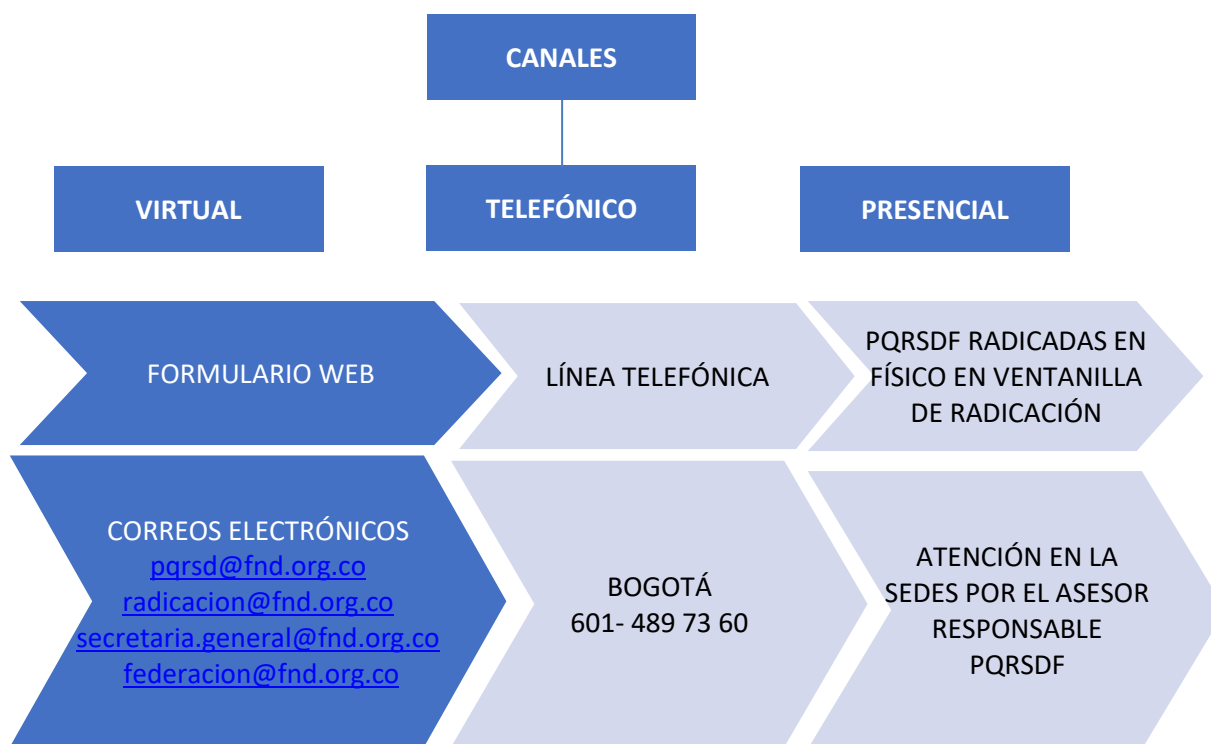 CANALES
VIRTUAL
TELEFÓNICO
PRESENCIAL
FORMULARIO WEB
LÍNEA TELEFÓNICA
PQRSDF RADICADAS EN
FÍSICO EN VENTANILLA
DE RADICACIÓN
CORREOS ELECTRÓNICOS
pqrsd@fnd.org.co
radicacion@fnd.org.co
secretaria.general@fnd.org.co
federacion@fnd.org.co
BOGOTÁ
601- 489 73 60
ATENCIÓN EN LA
SEDES POR EL ASESOR
RESPONSABLE
PQRSDF